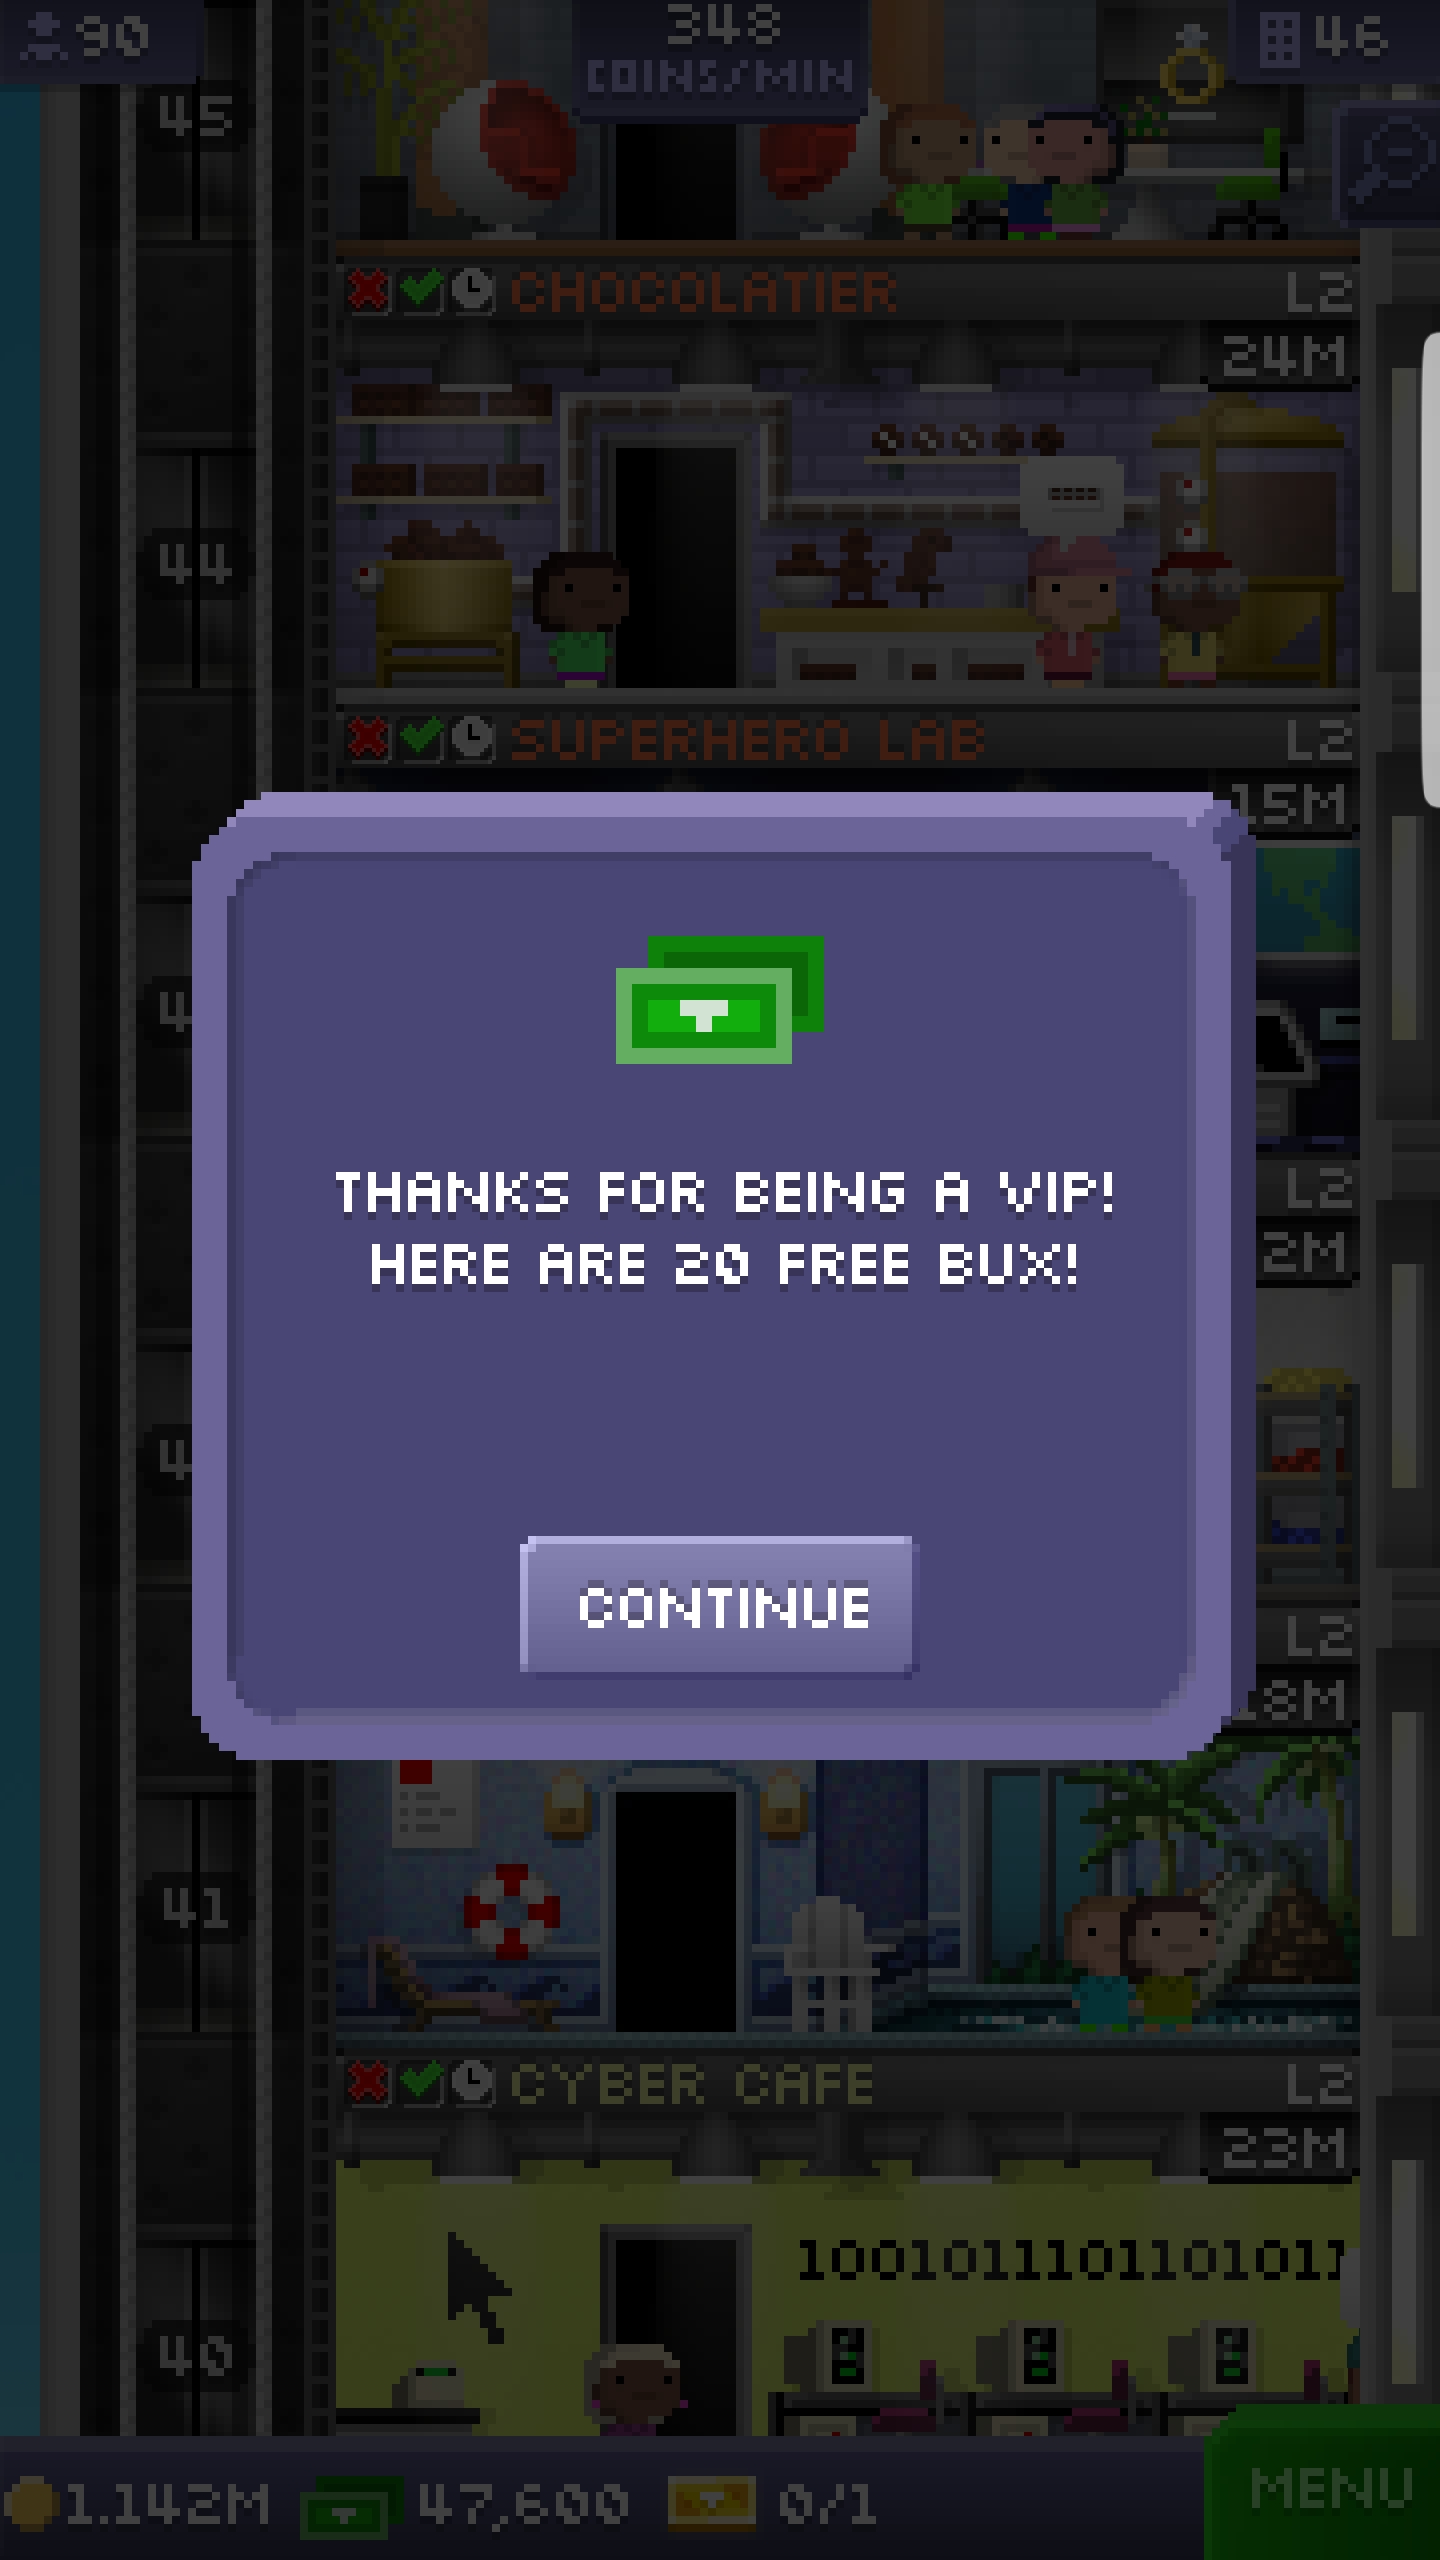 90
348
COINS/MIN
46
45
CHOCOLATIER
L2
24M
44
SUPERHERO LAB
L2
15M
THANKS FOR BEING A VIP!
HERE ARE 20 FREE BUX!
CONTINUE
L2
2M
L2
18M
41
CYBER CAFE
L2
23M
1001011101101011
40
1.142M
47,600
0/1
MENU